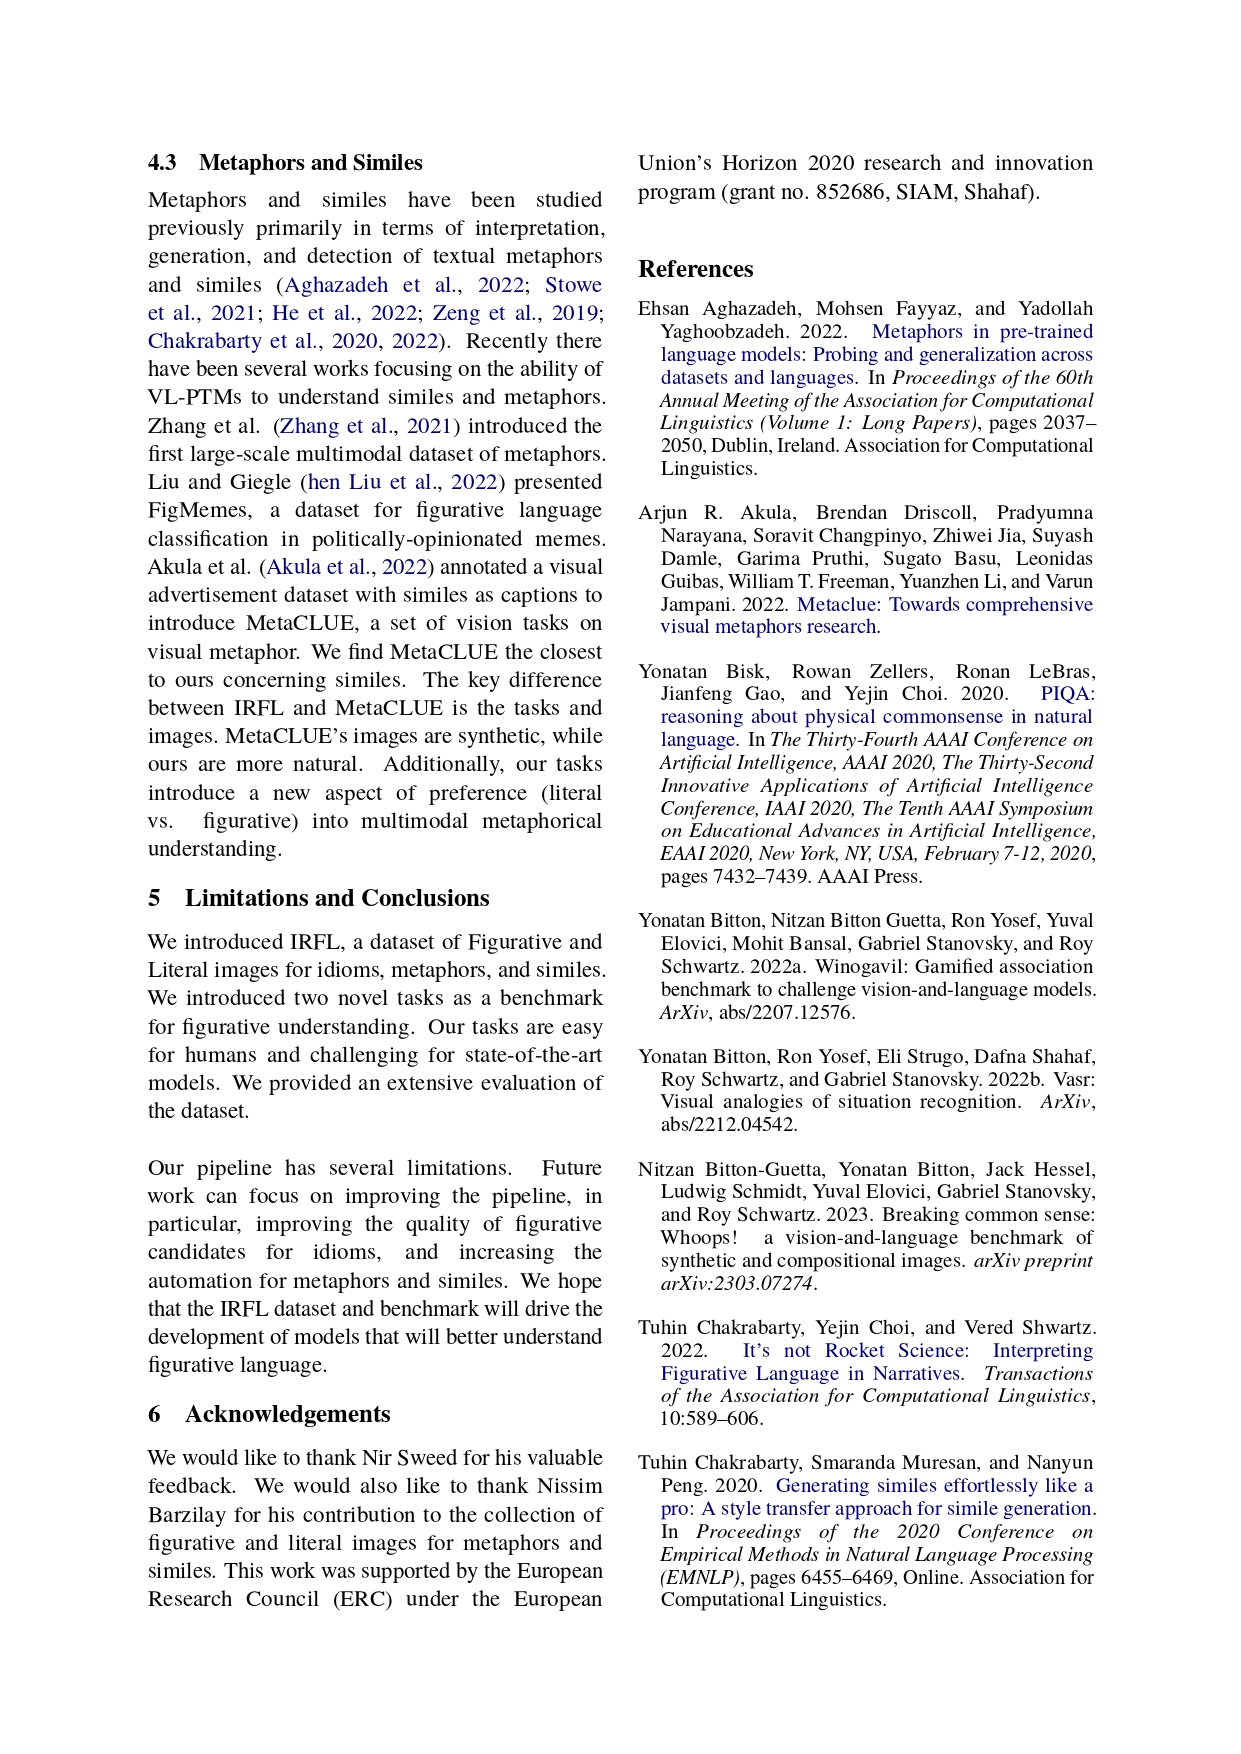 4.3 Metaphors and Similes
Metaphors and similes have been studied
previously primarily in terms of interpretation,
generation, and detection of textual metaphors
and similes (Aghazadeh et al., 2022; Stowe
et al., 2021; He et al., 2022; Zeng et al., 2019;
Chakrabarty et al., 2020, 2022). Recently there
have been several works focusing on the ability of
VL-PTMs to understand similes and metaphors.
Zhang et al. (Zhang et al., 2021) introduced the
first large-scale multimodal dataset of metaphors.
Liu and Giegle (hen Liu et al., 2022) presented
FigMemes, a dataset for figurative language
classification in politically-opinionated memes.
Akula et al. (Akula et al., 2022) annotated a visual
advertisement dataset with similes as captions to
introduce MetaCLUE, a set of vision tasks on
visual metaphor. We find MetaCLUE the closest
to ours concerning similes. The key difference
between IRFL and MetaCLUE is the tasks and
images. MetaCLUE's images are synthetic, while
ours are more natural. Additionally, our tasks
introduce a new aspect of preference (literal
vs. figurative) into multimodal metaphorical
understanding.
5 Limitations and Conclusions
We introduced IRFL, a dataset of Figurative and
Literal images for idioms, metaphors, and similes.
We introduced two novel tasks as a benchmark
for figurative understanding. Our tasks are easy
for humans and challenging for state-of-the-art
models. We provided an extensive evaluation of
the dataset.
Our pipeline has several limitations. Future
work can focus on improving the pipeline, in
particular, improving the quality of figurative
candidates for idioms, and increasing the
automation for metaphors and similes. We hope
that the IRFL dataset and benchmark will drive the
development of models that will better understand
figurative language.
6 Acknowledgements
We would like to thank Nir Sweed for his valuable
feedback. We would also like to thank Nissim
Barzilay for his contribution to the collection of
figurative and literal images for metaphors and
similes. This work was supported by the European
Research Council (ERC) under the European
Union's Horizon 2020 research and innovation
program (grant no. 852686, SIAM, Shahaf).
References
Ehsan Aghazadeh, Mohsen Fayyaz, and Yadollah
Yaghoobzadeh. 2022. Metaphors in pre-trained
language models: Probing and generalization across
datasets and languages. In Proceedings of the 60th
Annual Meeting of the Association for Computational
Linguistics (Volume 1: Long Papers), pages 2037–
2050, Dublin, Ireland. Association for Computational
Linguistics.
Arjun R. Akula, Brendan Driscoll, Pradyumna
Narayana, Soravit Changpinyo, Zhiwei Jia, Suyash
Damle, Garima Pruthi, Sugato Basu, Leonidas
Guibas, William T. Freeman, Yuanzhen Li, and Varun
Jampani. 2022. Metaclue: Towards comprehensive
visual metaphors research.
Yonatan Bisk, Rowan Zellers, Ronan LeBras,
Jianfeng Gao, and Yejin Choi. 2020. PIQA:
reasoning about physical commonsense in natural
language. In The Thirty-Fourth AAAI Conference on
Artificial Intelligence, AAAI 2020, The Thirty-Second
Innovative Applications of Artificial Intelligence
Conference, IAAI 2020, The Tenth AAAI Symposium
on Educational Advances in Artificial Intelligence,
EAAI 2020, New York, NY, USA, February 7-12, 2020,
pages 7432–7439. AAAI Press.
Yonatan Bitton, Nitzan Bitton Guetta, Ron Yosef, Yuval
Elovici, Mohit Bansal, Gabriel Stanovsky, and Roy
Schwartz. 2022a. Winogavil: Gamified association
benchmark to challenge vision-and-language models.
ArXiv, abs/2207.12576.
Yonatan Bitton, Ron Yosef, Eli Strugo, Dafna Shahaf,
Roy Schwartz, and Gabriel Stanovsky. 2022b. Vasr:
Visual analogies of situation recognition. ArXiv,
abs/2212.04542.
Nitzan Bitton-Guetta, Yonatan Bitton, Jack Hessel,
Ludwig Schmidt, Yuval Elovici, Gabriel Stanovsky,
and Roy Schwartz. 2023. Breaking common sense:
Whoops! a vision-and-language benchmark of
synthetic and compositional images. arXiv preprint
arXiv:2303.07274.
Tuhin Chakrabarty, Yejin Choi, and Vered Shwartz.
2022. It's not Rocket Science: Interpreting
Figurative Language in Narratives. Transactions
of the Association for Computational Linguistics,
10:589–606.
Tuhin Chakrabarty, Smaranda Muresan, and Nanyun
Peng. 2020. Generating similes effortlessly like a
pro: A style transfer approach for simile generation.
In Proceedings of the 2020 Conference on
Empirical Methods in Natural Language Processing
(EMNLP), pages 6455–6469, Online. Association for
Computational Linguistics.